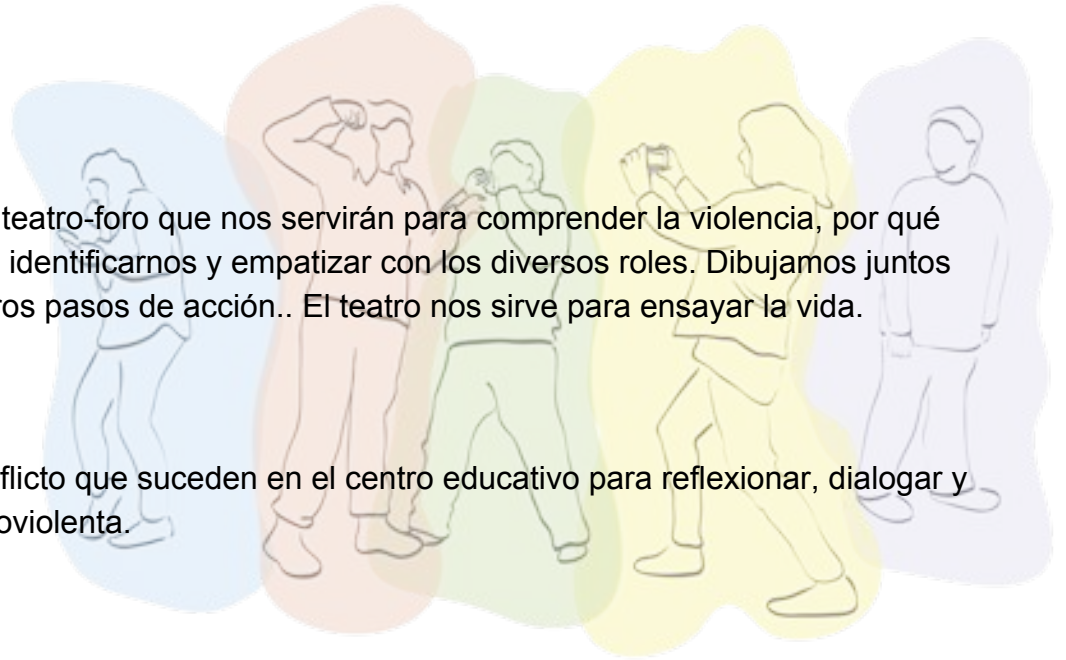 teatro-foro que nos servirán para comprender la violencia, por qué
identificarnos y empatizar con los diversos roles. Dibujamos juntos
ros pasos de acción.. El teatro nos sirve para ensayar la vida.
flicto que suceden en el centro educativo para reflexionar, dialogar y
oviolenta.